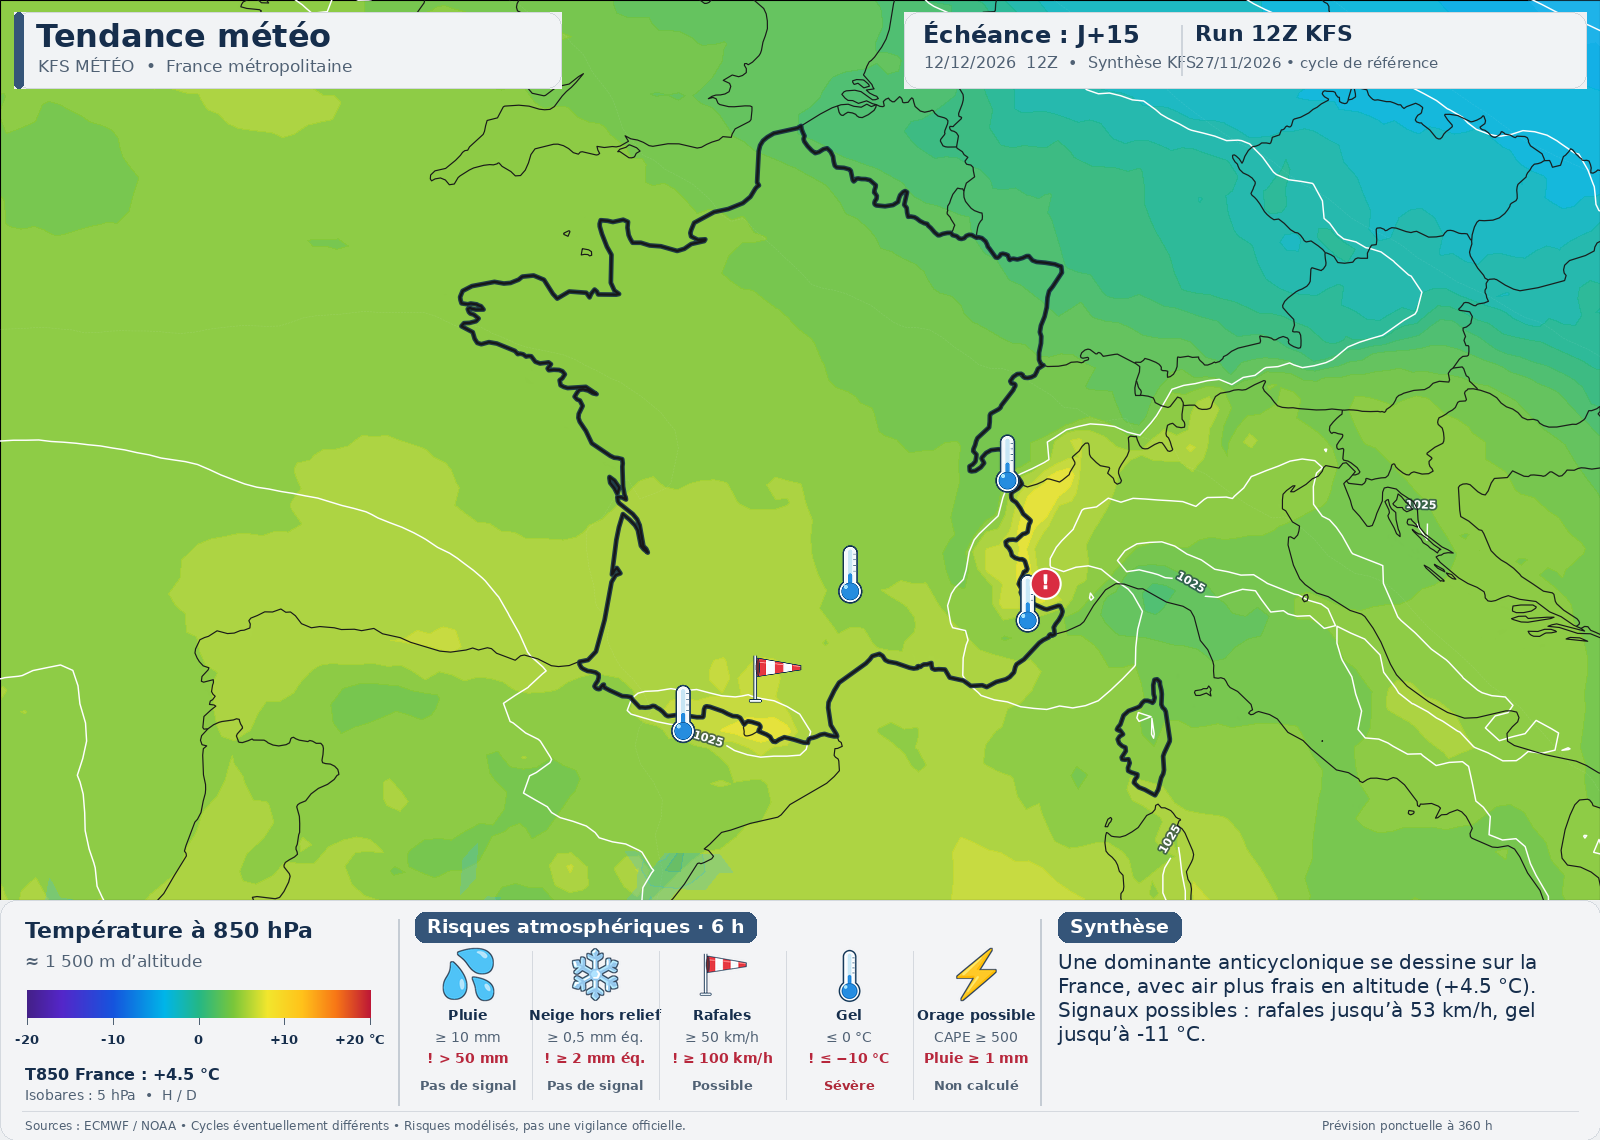 Tendance météo
KFS MÉTÉO • France métropolitaine
Échéance : J+15
12/12/2026 12Z • Synthèse KFS
Run 12Z KFS
27/11/2026 • cycle de référence
1025
1025
1025
1025
!
Température à 850 hPa
≈ 1 500 m d’altitude
-20 -10 0 +10 +20 °C
T850 France : +4.5 °C
Isobares : 5 hPa • H / D
Risques atmosphériques · 6 h
Pluie
≥ 10 mm
! > 50 mm
Pas de signal
Neige hors relief
≥ 0,5 mm éq.
! ≥ 2 mm éq.
Pas de signal
Rafales
≥ 50 km/h
! ≥ 100 km/h
Possible
Gel
≤ 0 °C
! ≤ −10 °C
Sévère
Orage possible
CAPE ≥ 500
Pluie ≥ 1 mm
Non calculé
Synthèse
Une dominante anticyclonique se dessine sur la
France, avec air plus frais en altitude (+4.5 °C).
Signaux possibles : rafales jusqu’à 53 km/h, gel
jusqu’à -11 °C.
Sources : ECMWF / NOAA • Cycles éventuellement différents • Risques modélisés, pas une vigilance officielle.
Prévision ponctuelle à 360 h